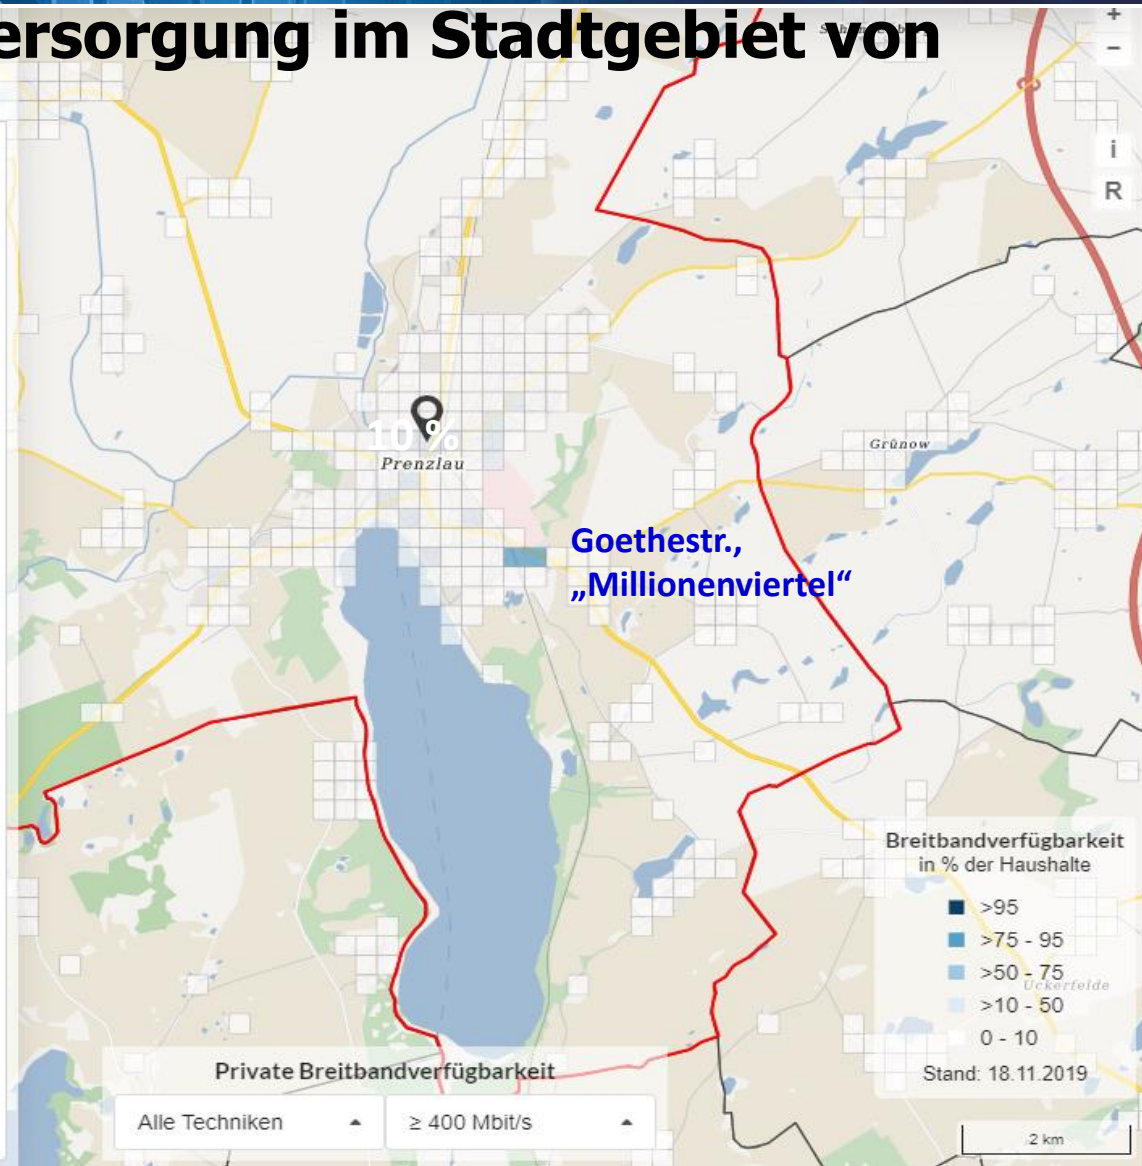 ersorgung im Stadtgebiet von
+
−
i
R
10 %
Prenzlau
Grünow
Goethestr.,
„Millionenviertel“
Breitbandverfügbarkeit
in % der Haushalte
>95
>75 - 95
>50 - 75
Uckerfelde
>10 - 50
0 - 10
Stand: 18.11.2019
Private Breitbandverfügbarkeit
Alle Techniken
≥ 400 Mbit/s
2 km